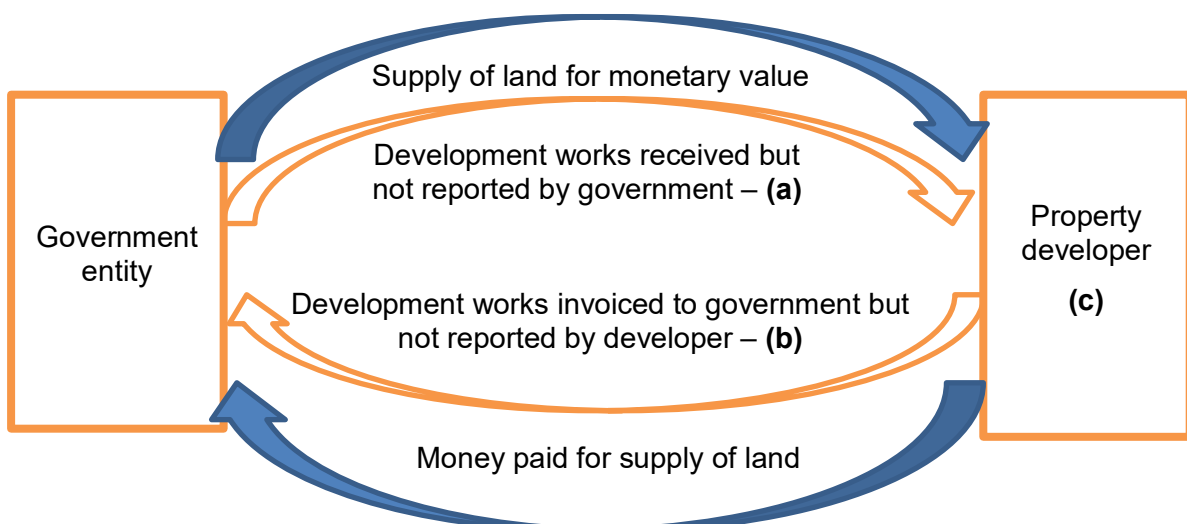 Supply of land for monetary value
Development works received but
not reported by government – (a)
Government
entity
Property
developer
(c)
Development works invoiced to government but
not reported by developer – (b)
Money paid for supply of land